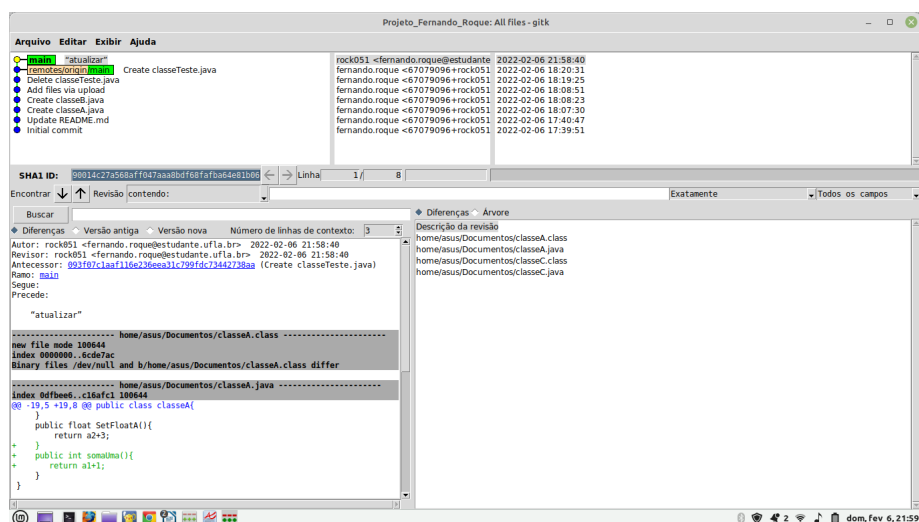 Projeto_Fernando_Roque: All files - gitk
Arquivo Editar Exibir Ajuda
main “atualizar” rock051 <fernando.roque@estudante 2022-02-06 21:58:40
remotes/origin/main Create classeTeste.java fernando.roque <67079096+rock051 2022-02-06 18:20:31
Delete classeTeste.java fernando.roque <67079096+rock051 2022-02-06 18:19:25
Add files via upload fernando.roque <67079096+rock051 2022-02-06 18:08:51
Create classeB.java fernando.roque <67079096+rock051 2022-02-06 18:08:23
Create classeA.java fernando.roque <67079096+rock051 2022-02-06 18:07:30
Update README.md fernando.roque <67079096+rock051 2022-02-06 17:40:47
Initial commit fernando.roque <67079096+rock051 2022-02-06 17:39:51
SHA1 ID: 90014c27a568aff047aaa8bdf68fafba64e81b06 Linha 1/ 8
Encontrar Revisão contendo: Exatamente Todos os campos
Buscar
Diferenças Versão antiga Versão nova Número de linhas de contexto: 3
Autor: rock051 <fernando.roque@estudante.ufla.br> 2022-02-06 21:58:40
Revisor: rock051 <fernando.roque@estudante.ufla.br> 2022-02-06 21:58:40
Antecessor: 093f07c1aaf116e236eea31c799fdc73442738aa (Create classeTeste.java)
Ramo: main
Segue:
Precede:
“atualizar”
---------------------- home/asus/Documentos/classeA.class ----------------------
new file mode 100644
index 0000000..6cde7ac
Binary files /dev/null and b/home/asus/Documentos/classeA.class differ
---------------------- home/asus/Documentos/classeA.java ----------------------
index 0dfbee6..c16afc1 100644
@@ -19,5 +19,8 @@ public class classeA{
}
public float SetFloatA(){
return a2+3;
+ }
+ public int somaUma(){
+ return a1+1;
}
}
Diferenças Árvore
Descrição da revisão
home/asus/Documentos/classeA.class
home/asus/Documentos/classeA.java
home/asus/Documentos/classeC.class
home/asus/Documentos/classeC.java
2 dom, fev 6, 21:59